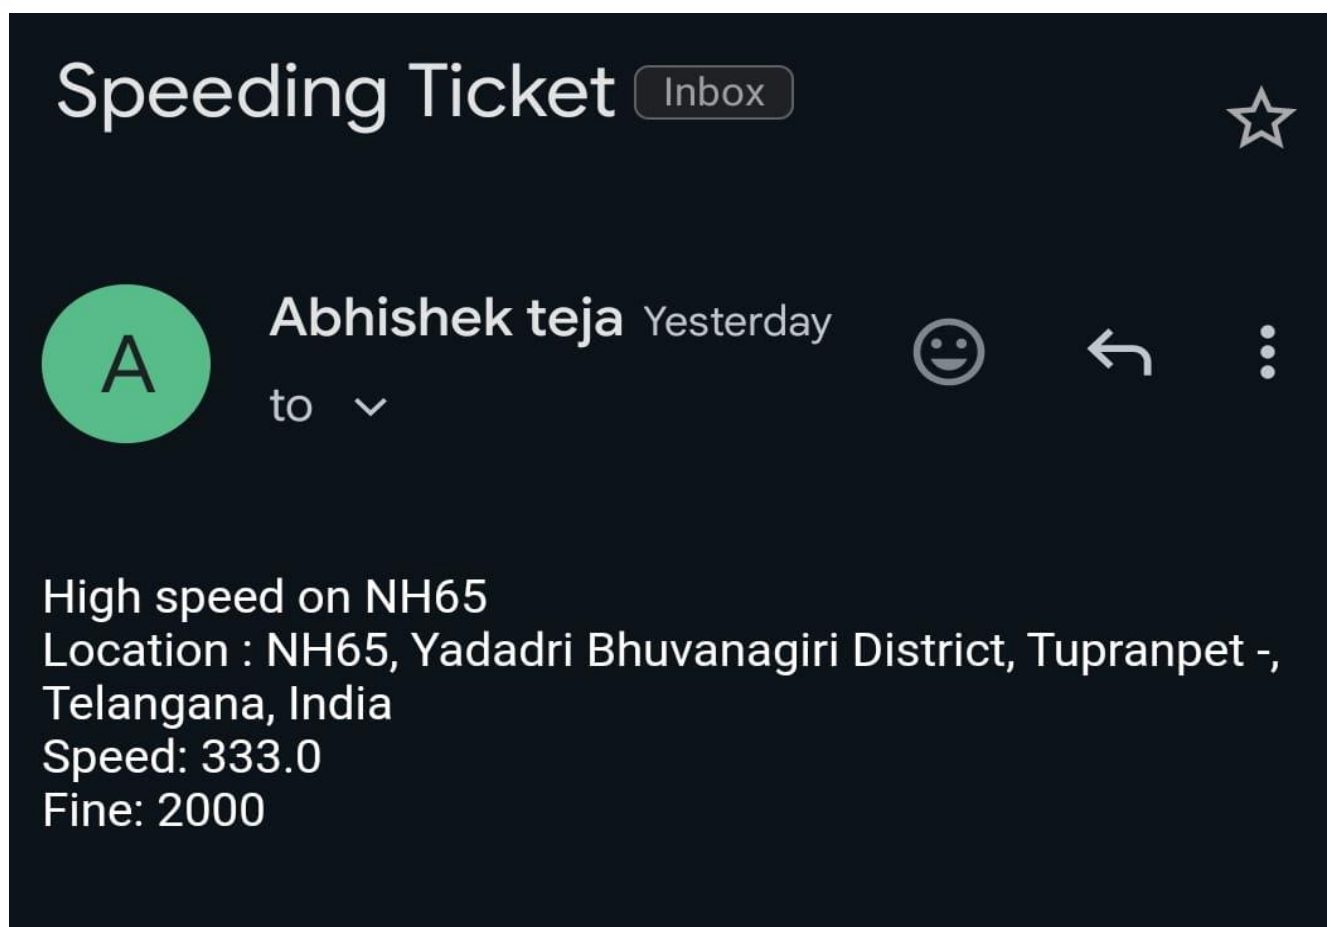 Speeding Ticket Inbox
A
Abhishek teja Yesterday
to
High speed on NH65
Location : NH65, Yadadri Bhuvanagiri District, Tupranpet -,
Telangana, India
Speed: 333.0
Fine: 2000